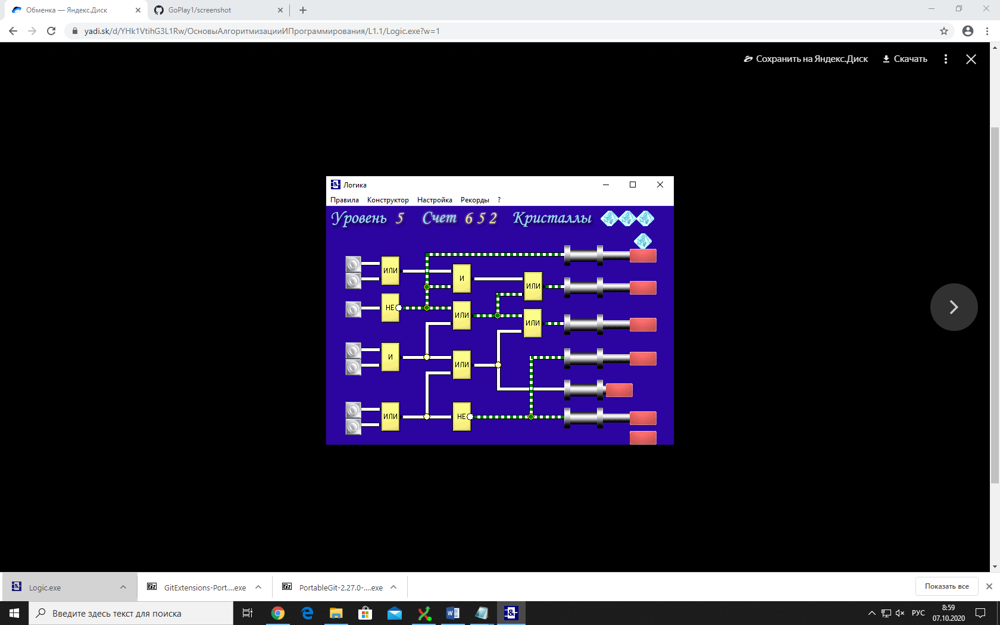 Обменка — Яндекс.Диск
GoPlay1/screenshot
yadi.sk/d/YHk1VtihG3L1Rw/ОсновыАлгоритмизацииИПрограммирования/L1.1/Logic.exe?w=1
Сохранить на Яндекс.Диск
Скачать
Логика
Правила Конструктор Настройка Рекорды ?
Уровень 5 Счет 652 Кристаллы
ИЛИ
И
ИЛИ
НЕ
ИЛИ
ИЛИ
И
ИЛИ
ИЛИ
НЕ
Logic.exe
GitExtensions-Port....exe
PortableGit-2.27.0-....exe
Показать все
Введите здесь текст для поиска
РУС
8:59
07.10.2020